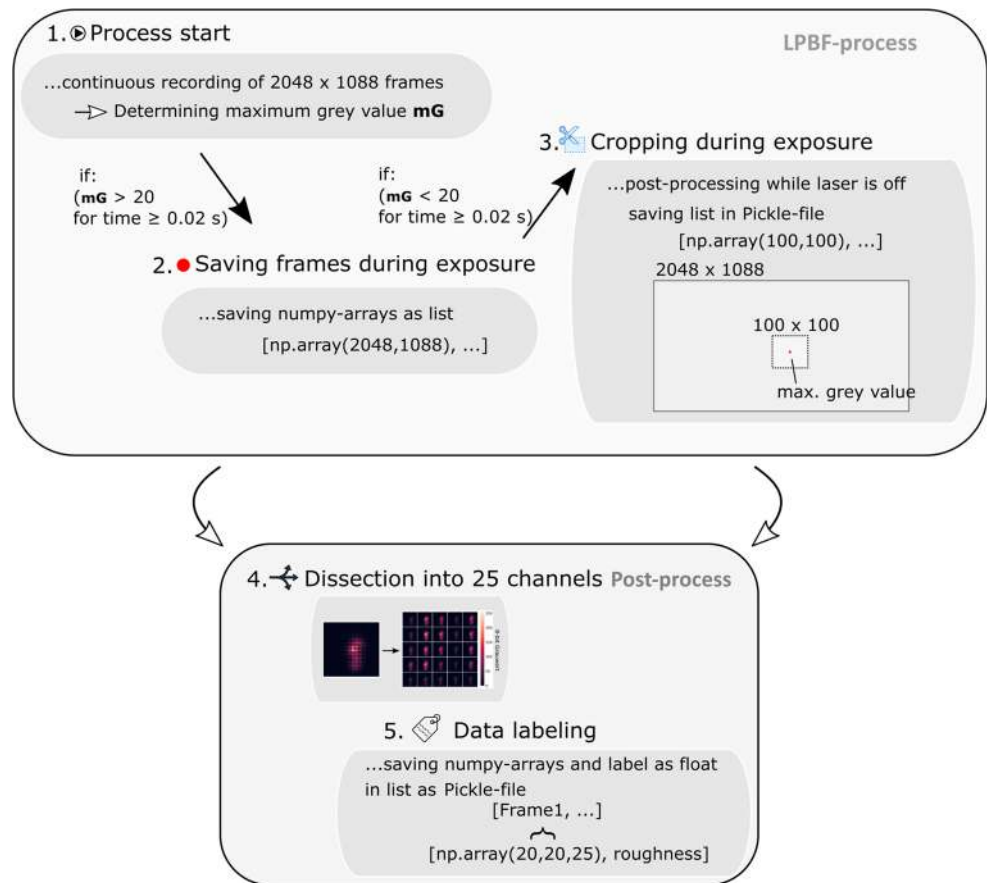 1. Process start
LPBF-process
...continuous recording of 2048 x 1088 frames
Determining maximum grey value mG
if:
(mG > 20
for time ≥ 0.02 s)
if:
(mG < 20
for time ≥ 0.02 s)
2. Saving frames during exposure
...saving numpy-arrays as list
[np.array(2048,1088), ...]
3. Cropping during exposure
...post-processing while laser is off
saving list in Pickle-file
[np.array(100,100), ...]
2048 x 1088
100 x 100
max. grey value
4. Dissection into 25 channels Post-process
5. Data labeling
...saving numpy-arrays and label as float
in list as Pickle-file
[Frame1, ...]
[np.array(20,20,25), roughness]